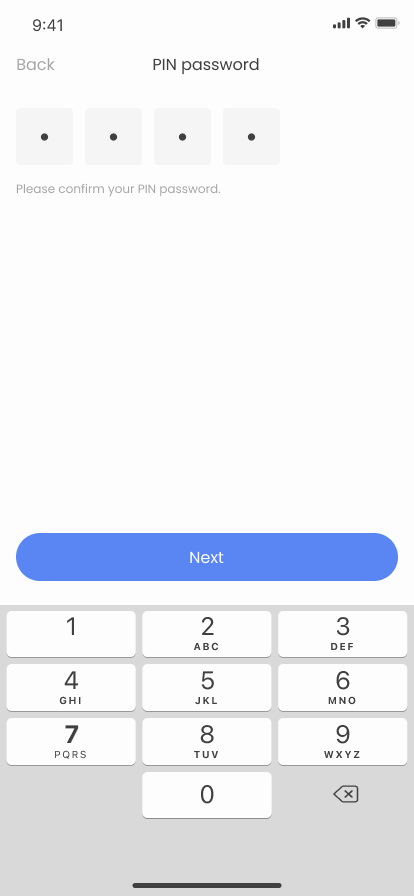 9:41
Back PIN password
Please confirm your PIN password.
Next
1 2 3
ABC DEF
4 5 6
GHI JKL MNO
7 8 9
PQRS TUV WXYZ
0